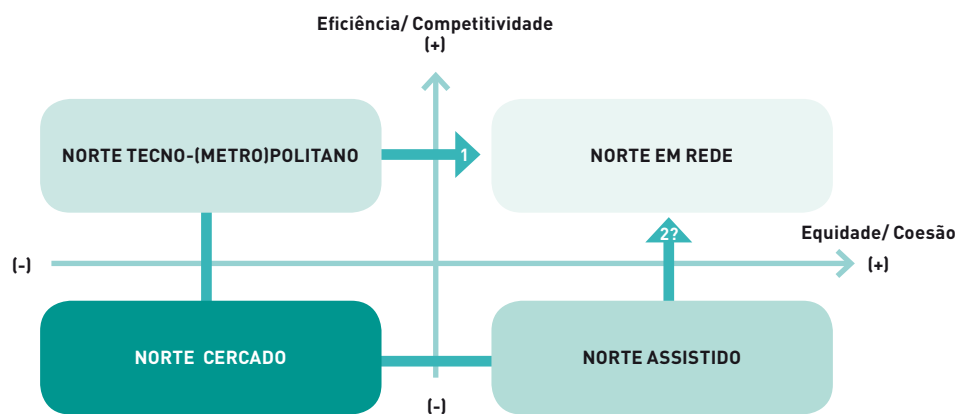 Eficiência/ Competitividade
(+)
NORTE TECNO-(METRO)POLITANO
1
NORTE EM REDE
2?
Equidade/ Coesão
(-)
(+)
NORTE CERCADO
NORTE ASSISTIDO
(-)